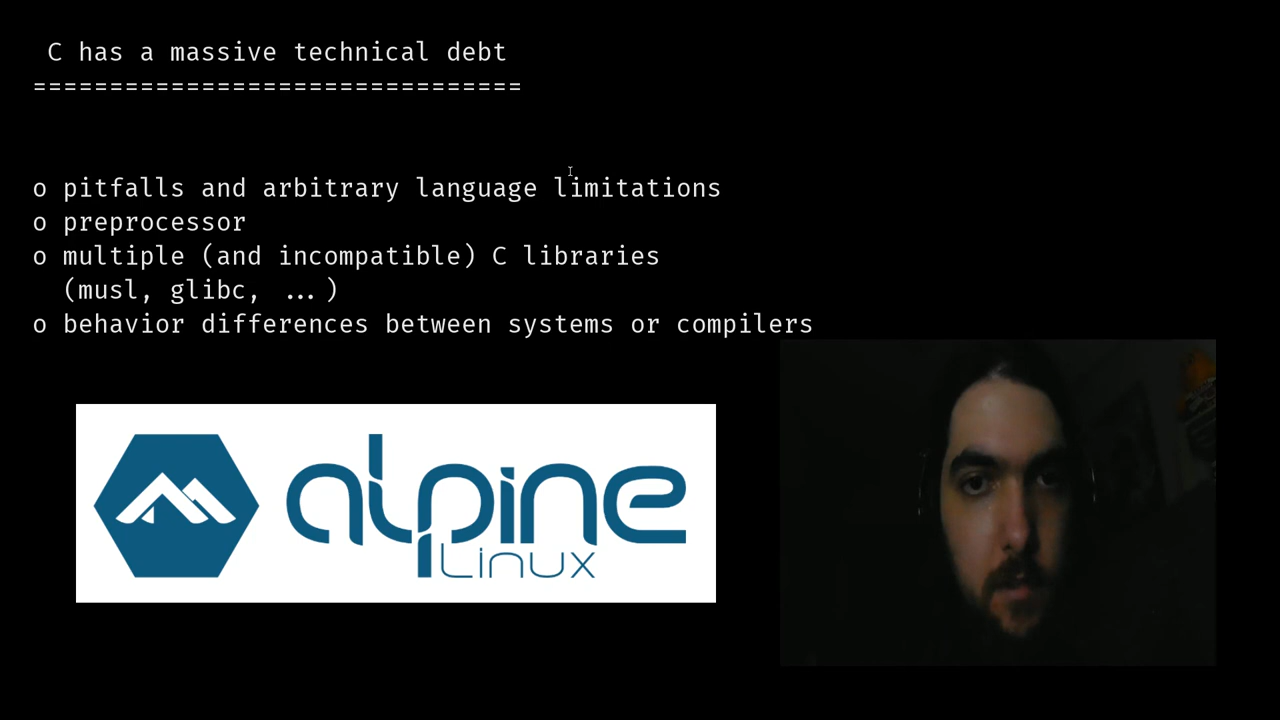 C has a massive technical debt
================================
o pitfalls and arbitrary language limitations
o preprocessor
o multiple (and incompatible) C libraries
(musl, glibc, ...)
o behavior differences between systems or compilers
alpine
Linux